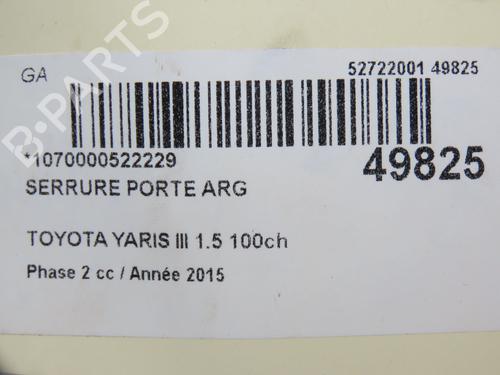 GA
52722001 49825
*1070000522229
49825
SERRURE PORTE ARG
TOYOTA YARIS III 1.5 100ch
Phase 2 cc / Année 2015
B-PARTS